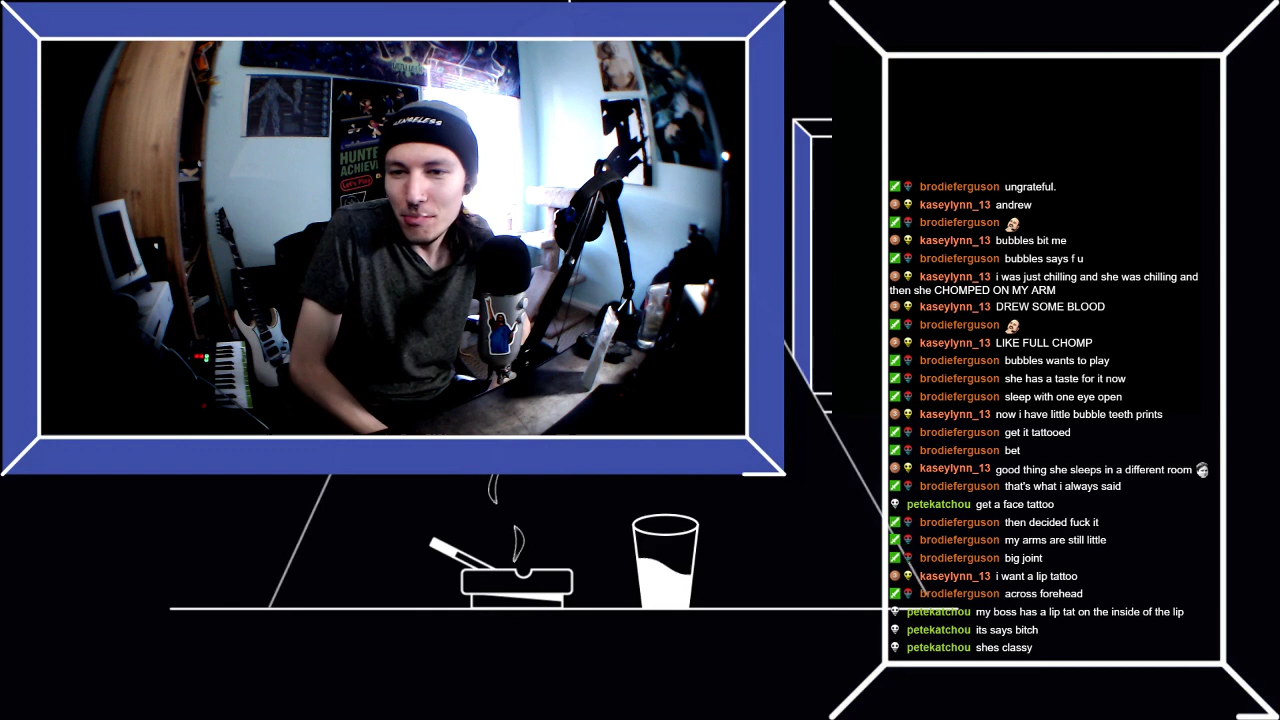 HUNTE
ACHIEV
Let's Play
brodieferguson ungrateful.
kaseylynn_13 andrew
brodieferguson
kaseylynn_13 bubbles bit me
brodieferguson bubbles says f u
kaseylynn_13 i was just chilling and she was chilling and
then she CHOMPED ON MY ARM
kaseylynn_13 DREW SOME BLOOD
brodieferguson
kaseylynn_13 LIKE FULL CHOMP
brodieferguson bubbles wants to play
brodieferguson she has a taste for it now
brodieferguson sleep with one eye open
kaseylynn_13 now i have little bubble teeth prints
brodieferguson get it tattooed
brodieferguson bet
kaseylynn_13 good thing she sleeps in a different room
brodieferguson that's what i always said
petekatchou get a face tattoo
brodieferguson then decided fuck it
brodieferguson my arms are still little
brodieferguson big joint
kaseylynn_13 i want a lip tattoo
brodieferguson across forehead
petekatchou my boss has a lip tat on the inside of the lip
petekatchou its says bitch
petekatchou shes classy